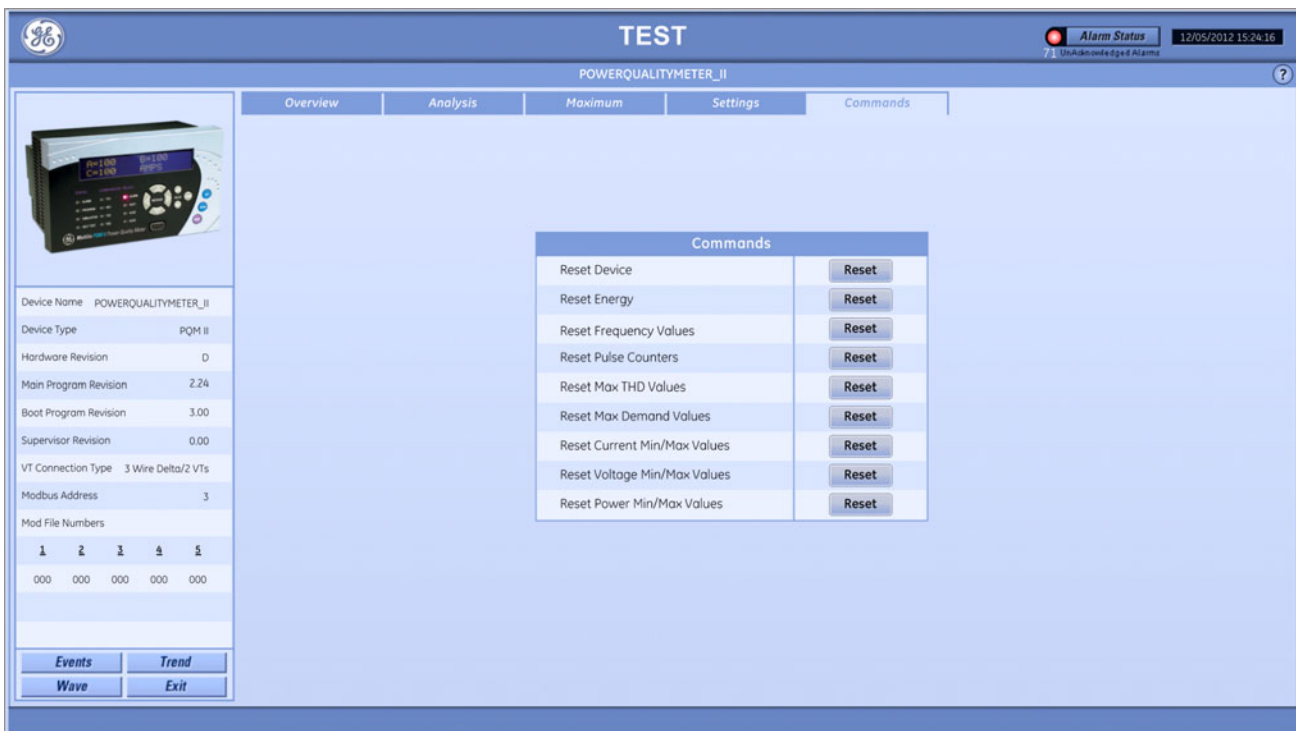 TEST
Alarm Status
12/05/2012 15:24:16
71 UnAcknowledged Alarms
POWERQUALITYMETER_II
?
Overview Analysis Maximum Settings Commands
A=100 B=100
C=100 AMPS
Device Name POWERQUALITYMETER_II
Device Type PQM II
Hardware Revision D
Main Program Revision 2.24
Boot Program Revision 3.00
Supervisor Revision 0.00
VT Connection Type 3 Wire Delta/2 VTs
Modbus Address 3
Mod File Numbers
1 2 3 4 5
000 000 000 000 000
Events Trend
Wave Exit
Commands
Reset Device Reset
Reset Energy Reset
Reset Frequency Values Reset
Reset Pulse Counters Reset
Reset Max THD Values Reset
Reset Max Demand Values Reset
Reset Current Min/Max Values Reset
Reset Voltage Min/Max Values Reset
Reset Power Min/Max Values Reset